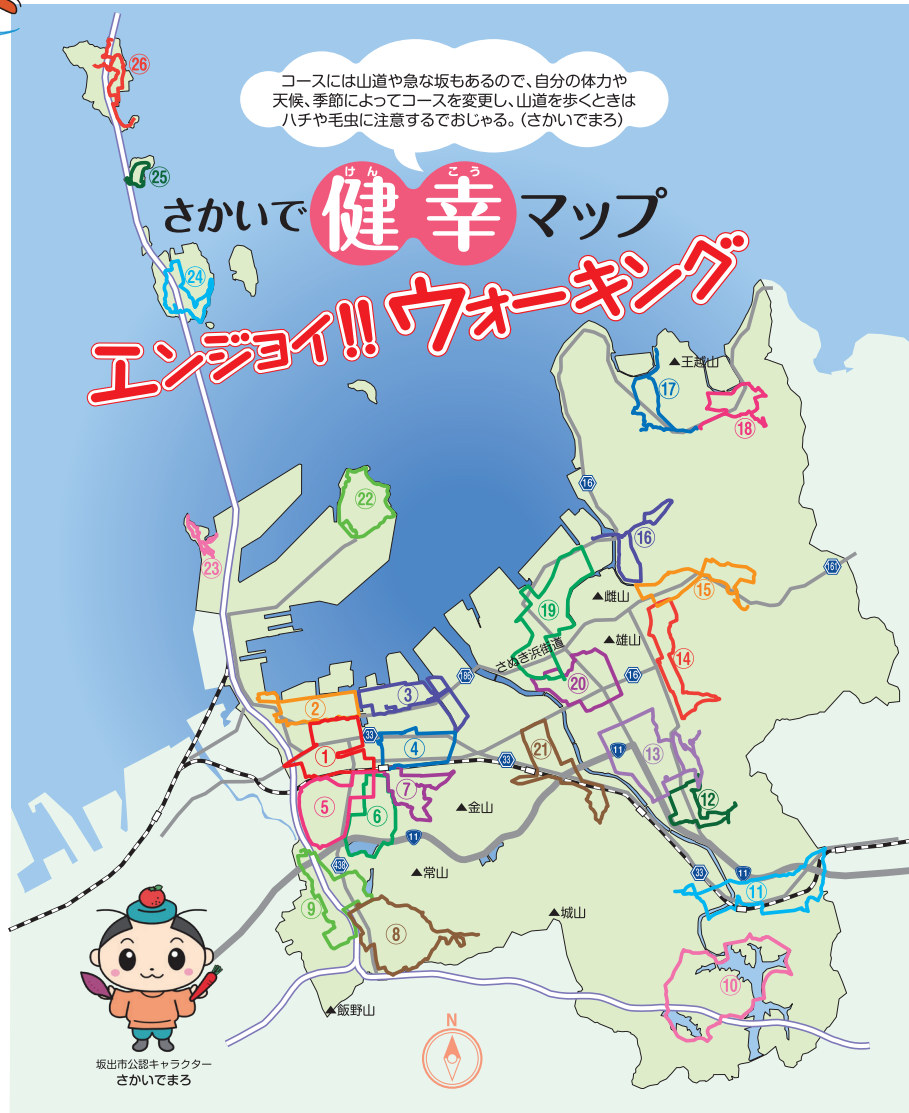 コースには山道や急な坂もあるので、自分の体力や
天候、季節によってコースを変更し、山道を歩くときは
ハチや毛虫に注意するでおじゃる。（さかいでまろ）
けん こう
さかいで健幸マップ
エンジョイ!! ウォーキング
26
25
24
▲王越山
17
18
22
16
23
16
161
15
19
▲雌山
さぬき浜街道
▲雄山
14
20
16
186
3
2
33
1
4
33
21
11
13
12
5
6
7
▲金山
11
438
▲常山
33
11
11
9
8
▲城山
10
▲飯野山
N
坂出市公認キャラクター
さかいでまろ